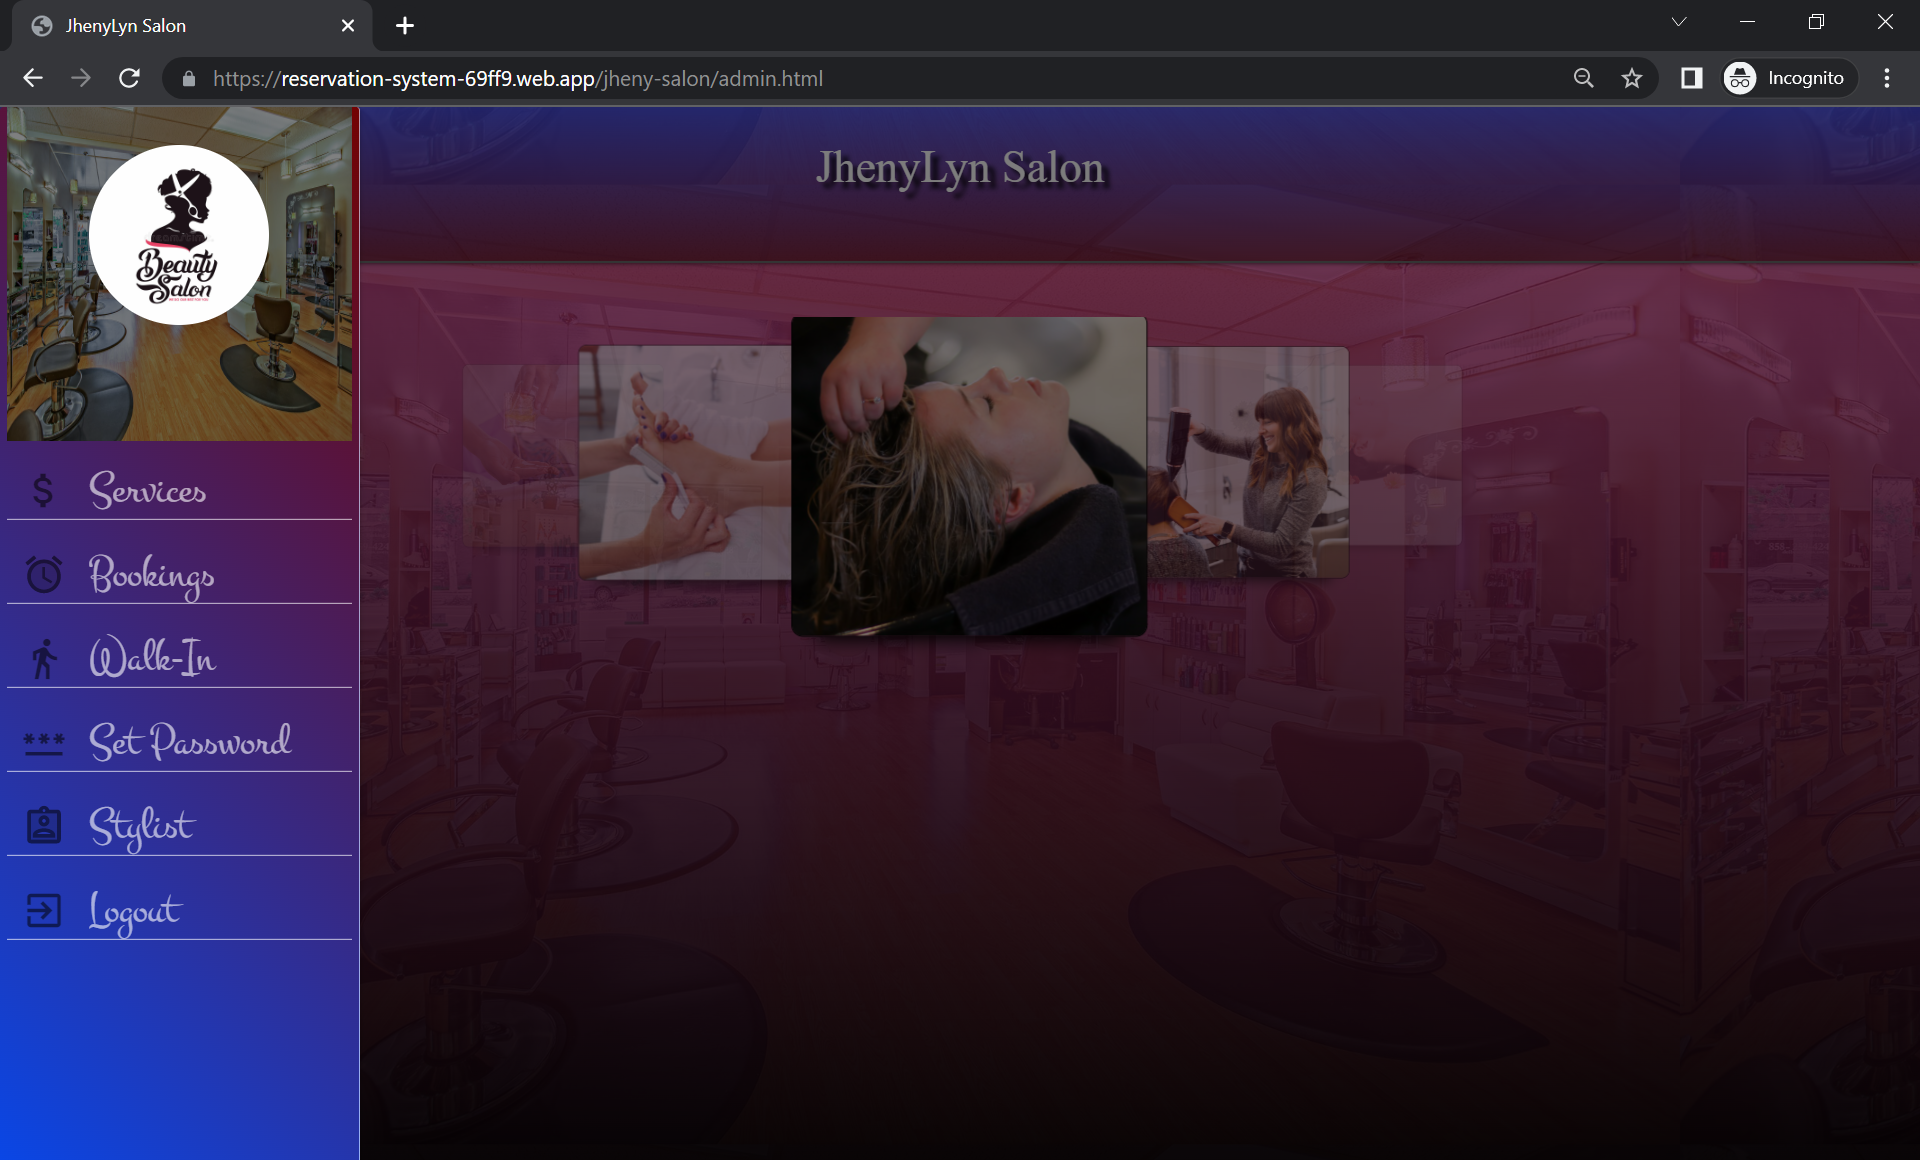 JhenyLyn Salon
https://reservation-system-69ff9.web.app/jheny-salon/admin.html
Incognito
JhenyLyn Salon
Beauty
Salon
Services
Bookings
Walk-In
Set Password
Stylist
Logout